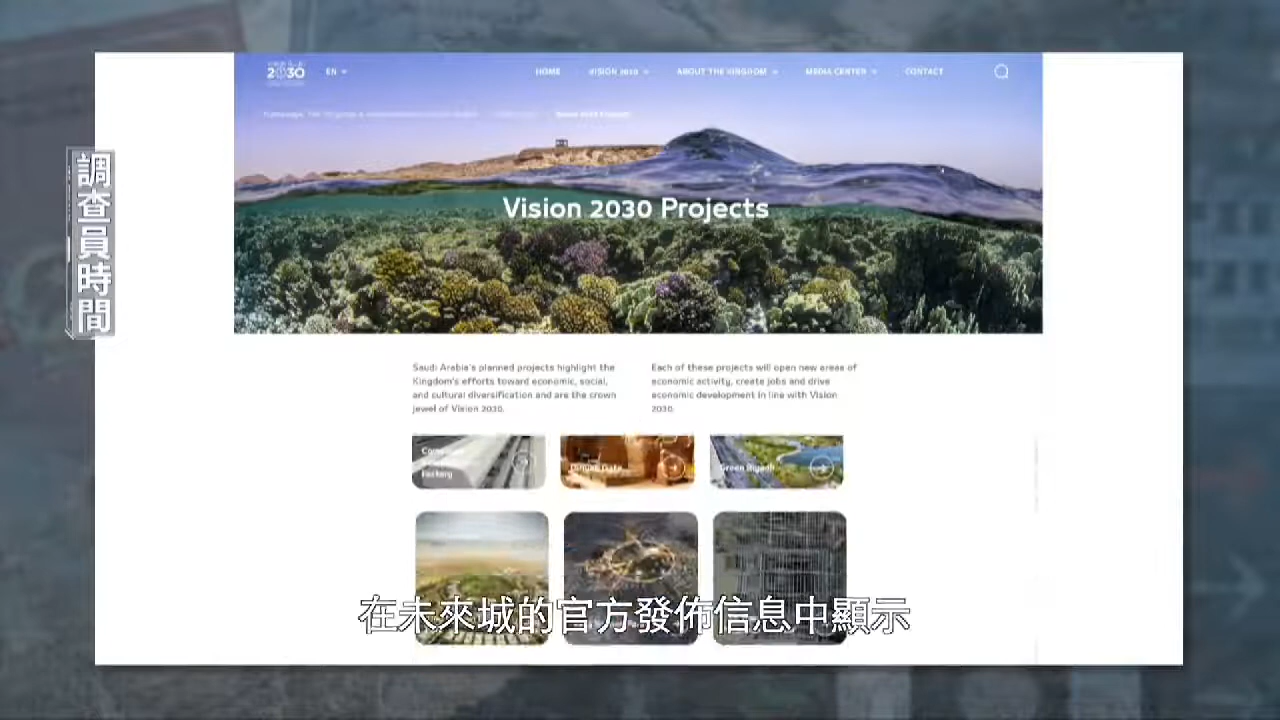 2030
EN
HOME
VISION 2030
ABOUT THE KINGDOM
MEDIA CENTER
CONTACT
調查員時間
Vision 2030 Projects
Saudi Arabia's planned projects highlight the
Kingdom's efforts toward economic, social,
and cultural diversification and are the crown
jewel of Vision 2030.
Each of these projects will open new areas of
economic activity, create jobs and drive
economic development in line with Vision
2030.
Factory
Diriyah Gate
Green Riyadh
在未來城的官方發佈信息中顯示